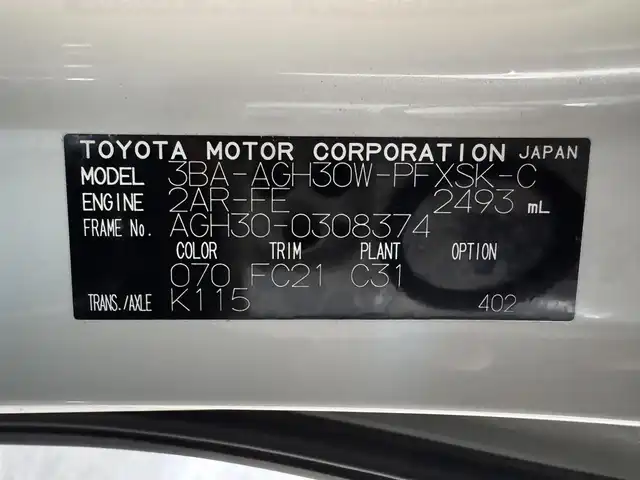 TOYOTA MOTOR CORPORATION JAPAN
MODEL 3BA-AGH30W-PFXSK-C
ENGINE 2AR-FE 2493 mL
FRAME No. AGH30-0308374
COLOR TRIM PLANT OPTION
070 FC21 C31
TRANS./AXLE K115 402